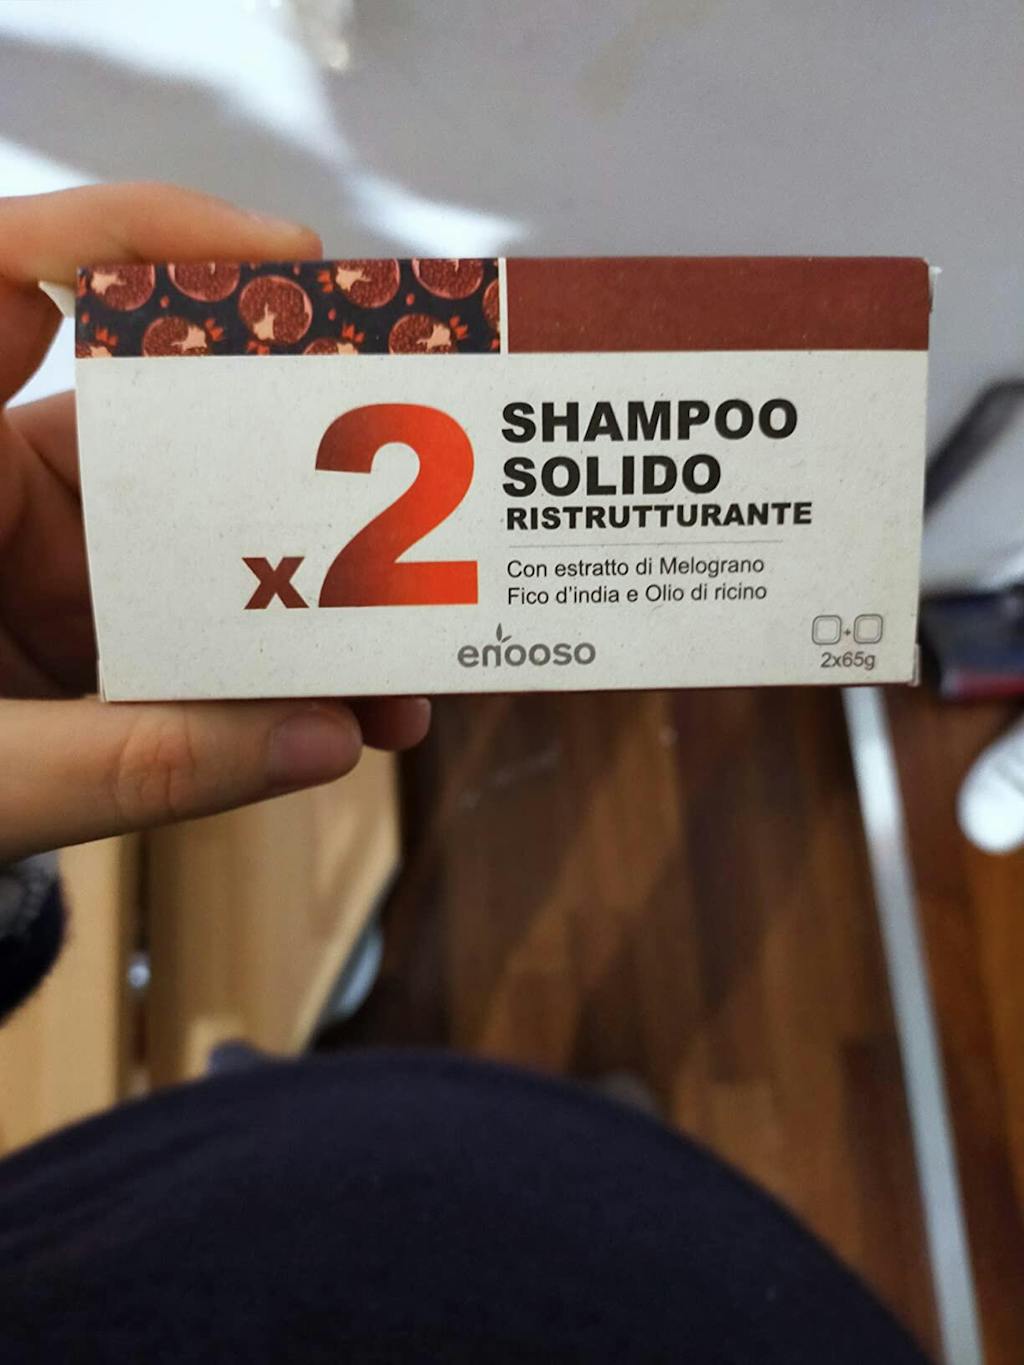 x2
SHAMPOO
SOLIDO
RISTRUTTURANTE
Con estratto di Melograno
Fico d'india e Olio di ricino
enooso
2x65g